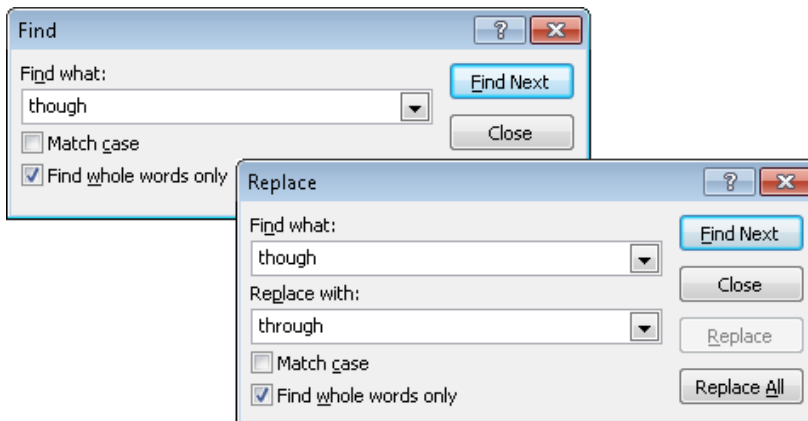 Find
Find what:
though
Find Next
Match case
Close
Find whole words only
Replace
Find what:
though
Find Next
Replace with:
Close
through
Replace
Match case
Find whole words only
Replace All